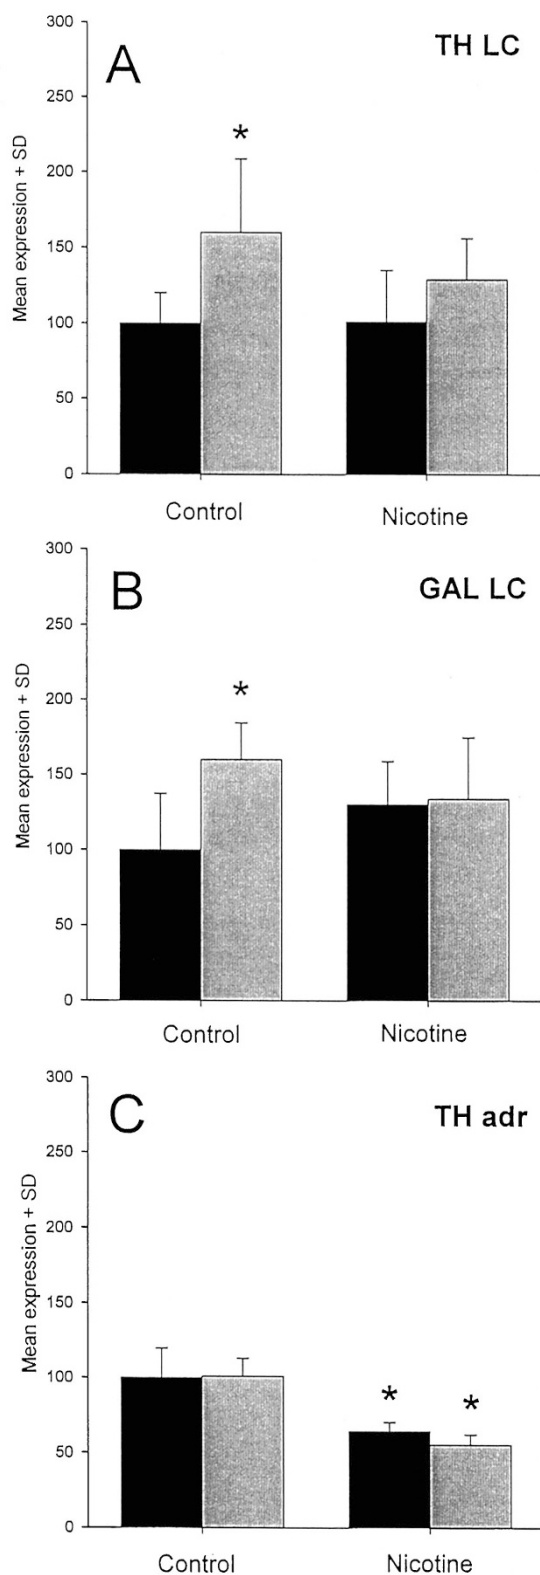 A
TH LC
Mean expression + SD
300
250
200
150
100
50
0
*
Control
Nicotine
B
GAL LC
Mean expression + SD
300
250
200
150
100
50
0
*
Control
Nicotine
C
TH adr
Mean expression + SD
300
250
200
150
100
50
0
* *
Control
Nicotine